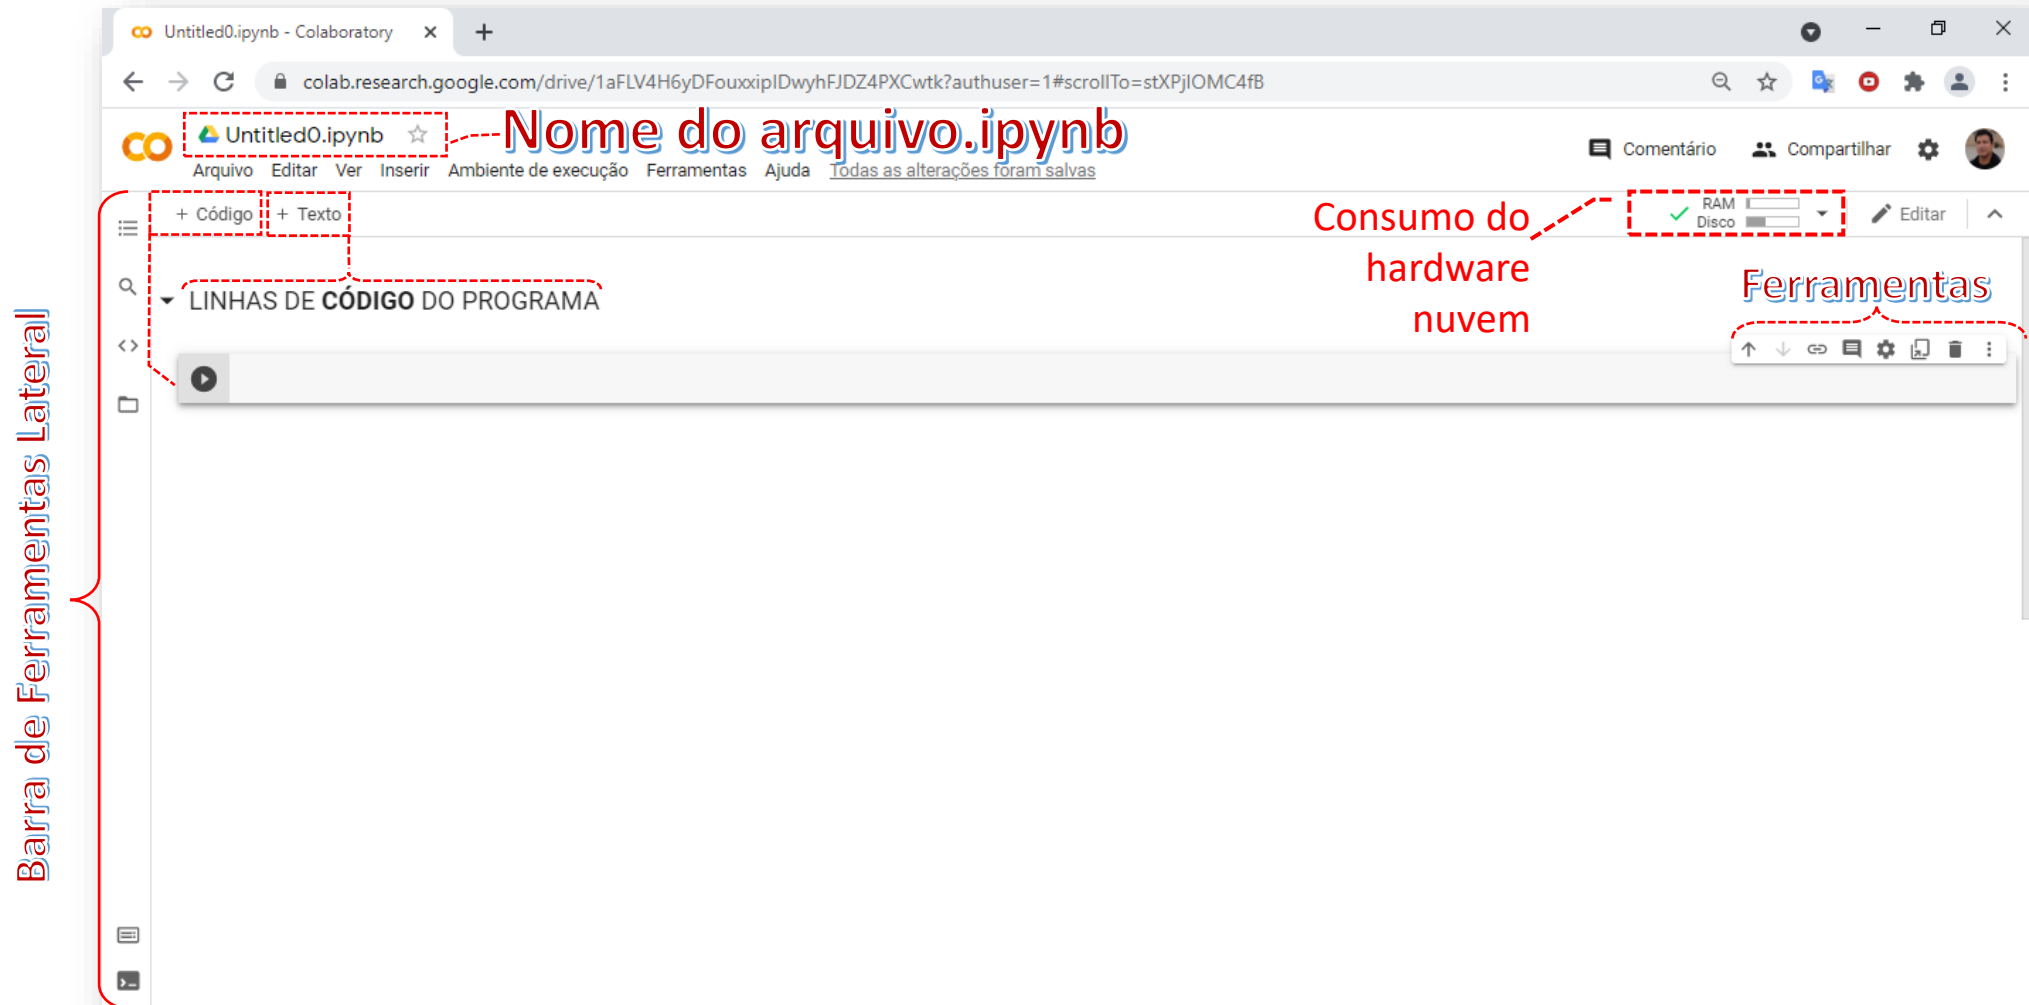 Untitled0.ipynb - Colaboratory
colab.research.google.com/drive/1aFLV4H6yDFouxxiplDwyhFJDZ4PXCwtk?authuser=1#scrollTo=stXPjlOMC4fB
Untitled0.ipynb
Nome do arquivo.ipynb
Comentário
Compartilhar
Arquivo Editar Ver Inserir Ambiente de execução Ferramentas Ajuda Todas as alterações foram salvas
+ Código + Texto
RAM
Disco
Editar
Consumo do
hardware
nuvem
Ferramentas
LINHAS DE CÓDIGO DO PROGRAMA
Barra de Ferramentas Lateral